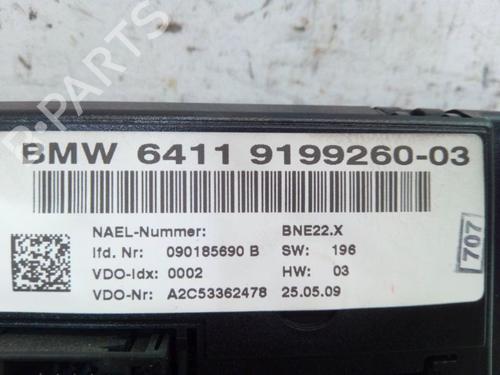 BMW 6411 9199260-03
NAEL-Nummer: BNE22.X
lfd. Nr: 090185690 B SW: 196
VDO-Idx: 0002 HW: 03
VDO-Nr: A2C53362478 25.05.09
707
B-PARTS